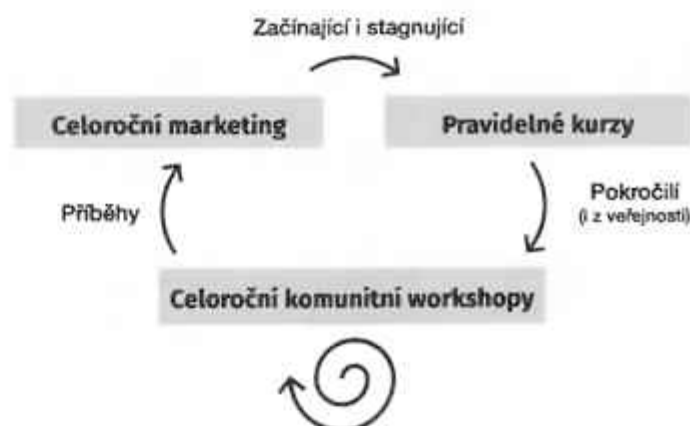 Začínající i stagnující
Celoroční marketing
Pravidelné kurzy
Příběhy
Pokročilí
(i z veřejnosti)
Celoroční komunitní workshopy